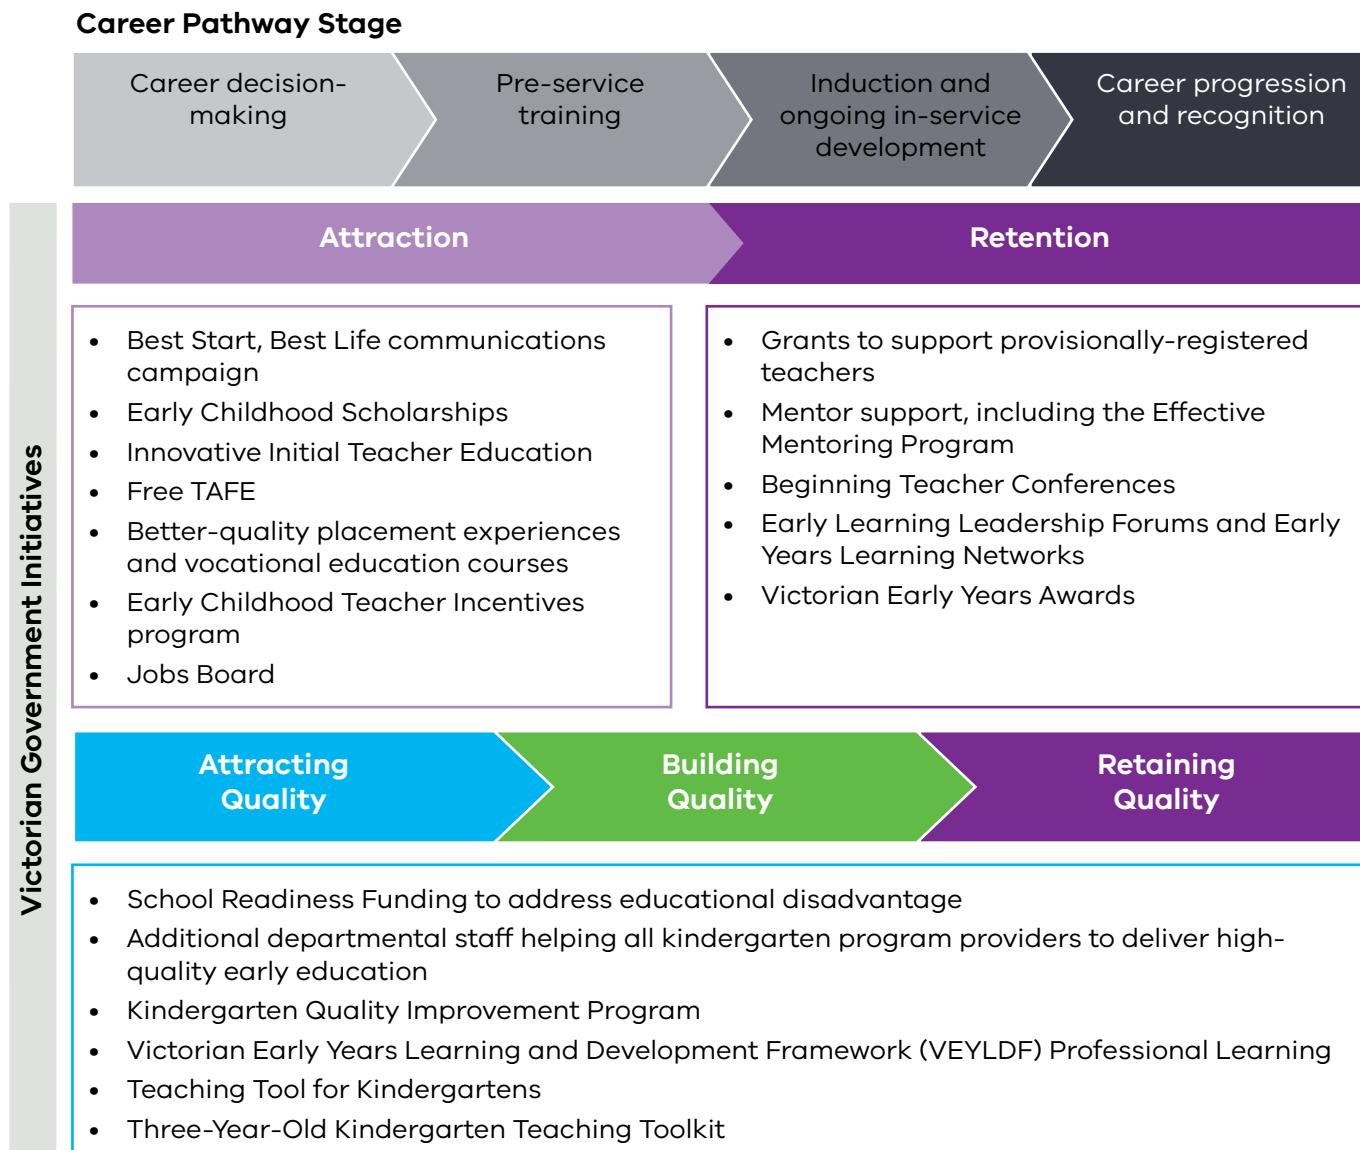 Career Pathway Stage
Career decision-
making
Pre-service
training
Induction and
ongoing in-service
development
Career progression
and recognition
Victorian Government Initiatives
Attraction
Retention
• Best Start, Best Life communications
campaign
• Early Childhood Scholarships
• Innovative Initial Teacher Education
• Free TAFE
• Better-quality placement experiences
and vocational education courses
• Early Childhood Teacher Incentives
program
• Jobs Board
• Grants to support provisionally-registered
teachers
• Mentor support, including the Effective
Mentoring Program
• Beginning Teacher Conferences
• Early Learning Leadership Forums and Early
Years Learning Networks
• Victorian Early Years Awards
Attracting
Quality
Building
Quality
Retaining
Quality
• School Readiness Funding to address educational disadvantage
• Additional departmental staff helping all kindergarten program providers to deliver high-
quality early education
• Kindergarten Quality Improvement Program
• Victorian Early Years Learning and Development Framework (VEYLDF) Professional Learning
• Teaching Tool for Kindergartens
• Three-Year-Old Kindergarten Teaching Toolkit